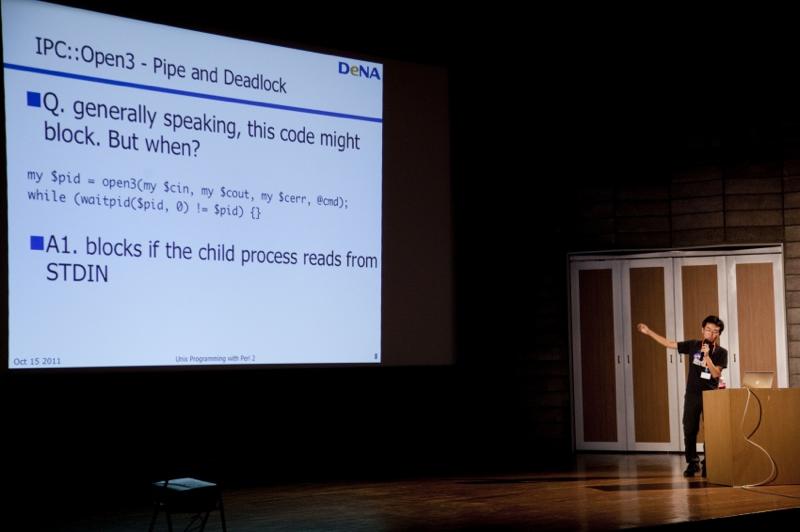 IPC::Open3 - Pipe and Deadlock
DeNA
Q. generally speaking, this code might
block. But when?
my $pid = open3(my $cin, my $cout, my $cerr, @cmd);
while (waitpid($pid, 0) != $pid) {}
A1. blocks if the child process reads from
STDIN
Oct 15 2011
Unix Programming with Perl 2
8